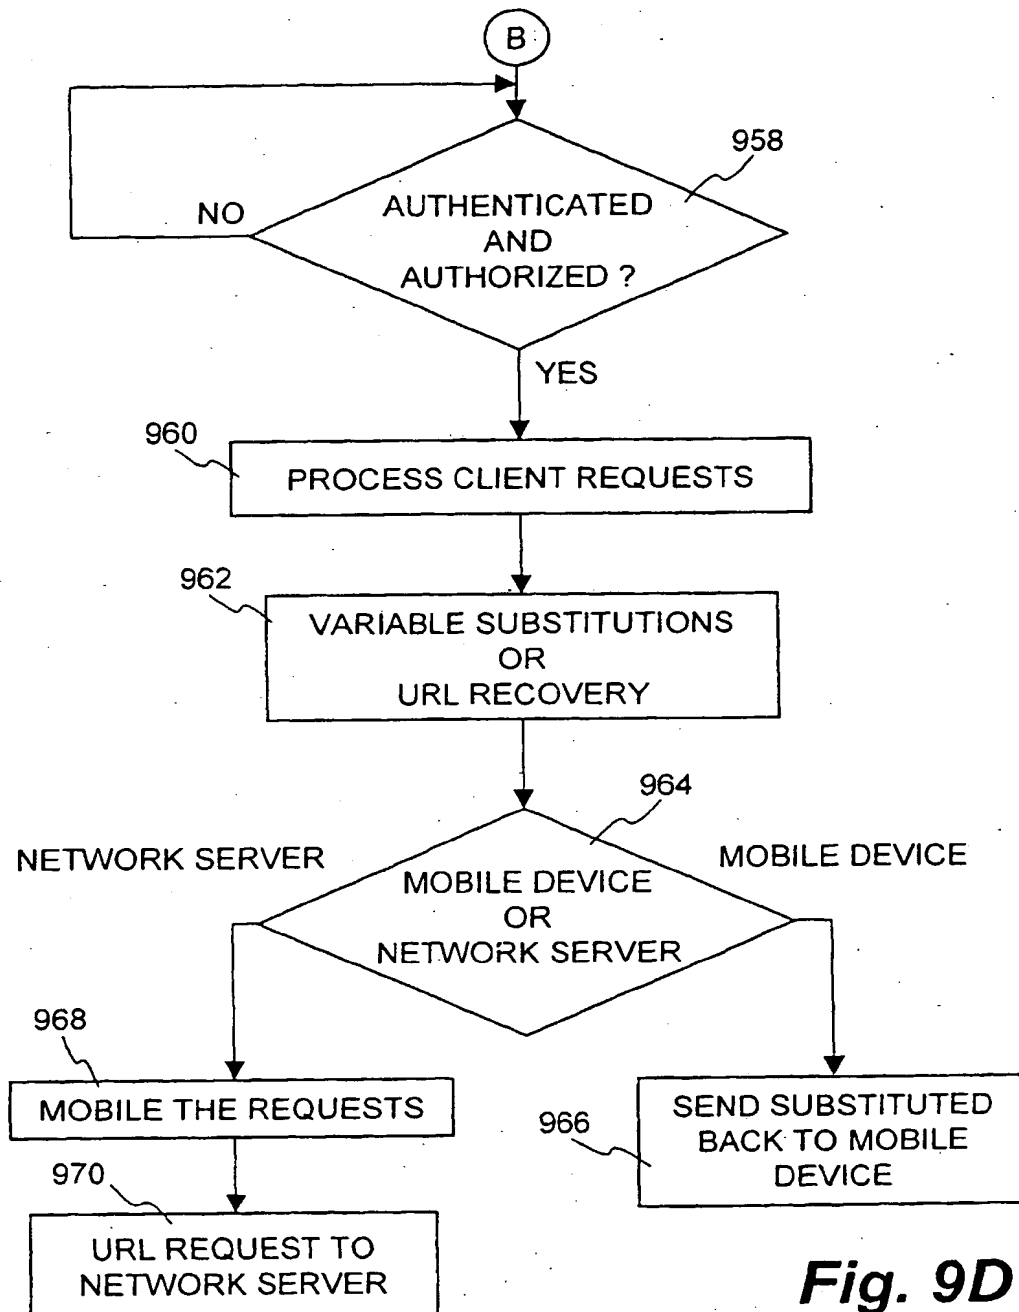 B
958
NO
AUTHENTICATED
AND
AUTHORIZED ?
YES
960
PROCESS CLIENT REQUESTS
962
VARIABLE SUBSTITUTIONS
OR
URL RECOVERY
964
NETWORK SERVER
MOBILE DEVICE
MOBILE DEVICE
OR
NETWORK SERVER
968
MOBILE THE REQUESTS
966
SEND SUBSTITUTED
BACK TO MOBILE
DEVICE
970
URL REQUEST TO
NETWORK SERVER
Fig. 9D